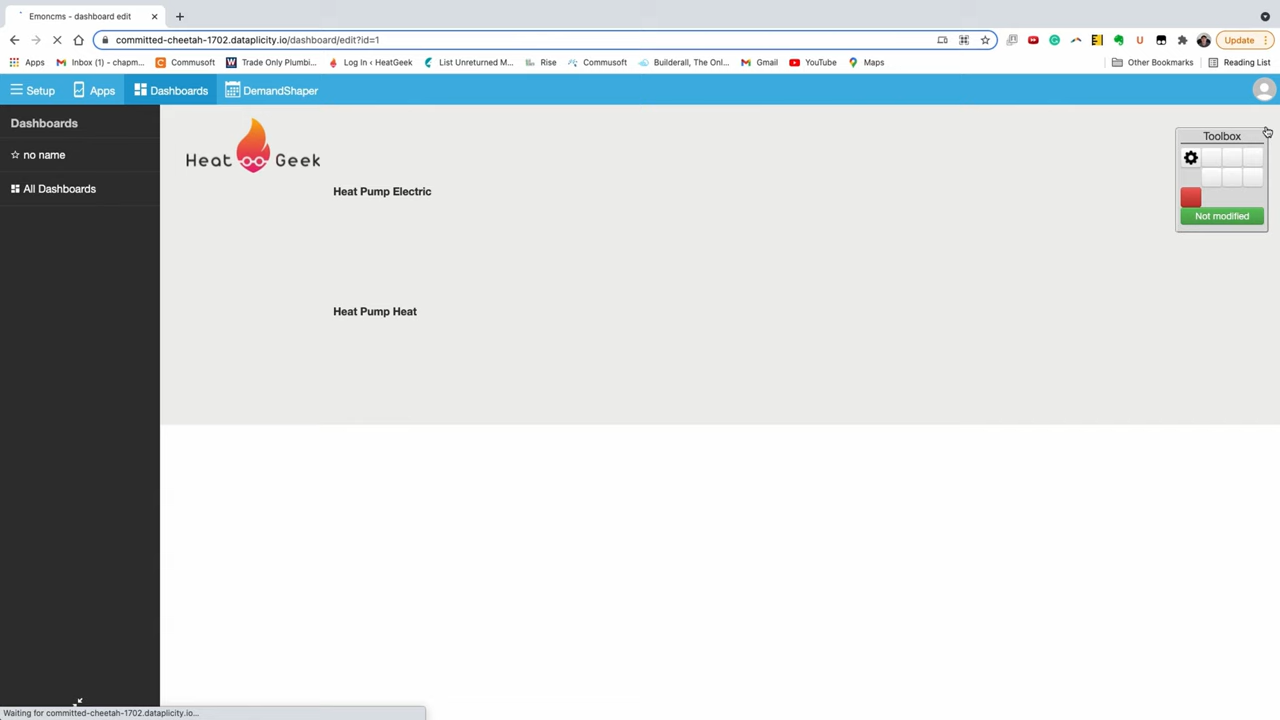 Emoncms - dashboard edit
committed-cheetah-1702.dataplicity.io/dashboard/edit?id=1
Update
Apps
Inbox (1) - chapm...
Commusoft
Trade Only Plumbi...
Log In ‹ HeatGeek
List Unreturned M...
Rise
Commusoft
Builderall, The Onl...
Gmail
YouTube
Maps
Other Bookmarks
Reading List
Setup
Apps
Dashboards
DemandShaper
Dashboards
no name
All Dashboards
Heat Geek
Heat Pump Electric
Heat Pump Heat
Toolbox
Not modified
Waiting for committed-cheetah-1702.dataplicity.io...